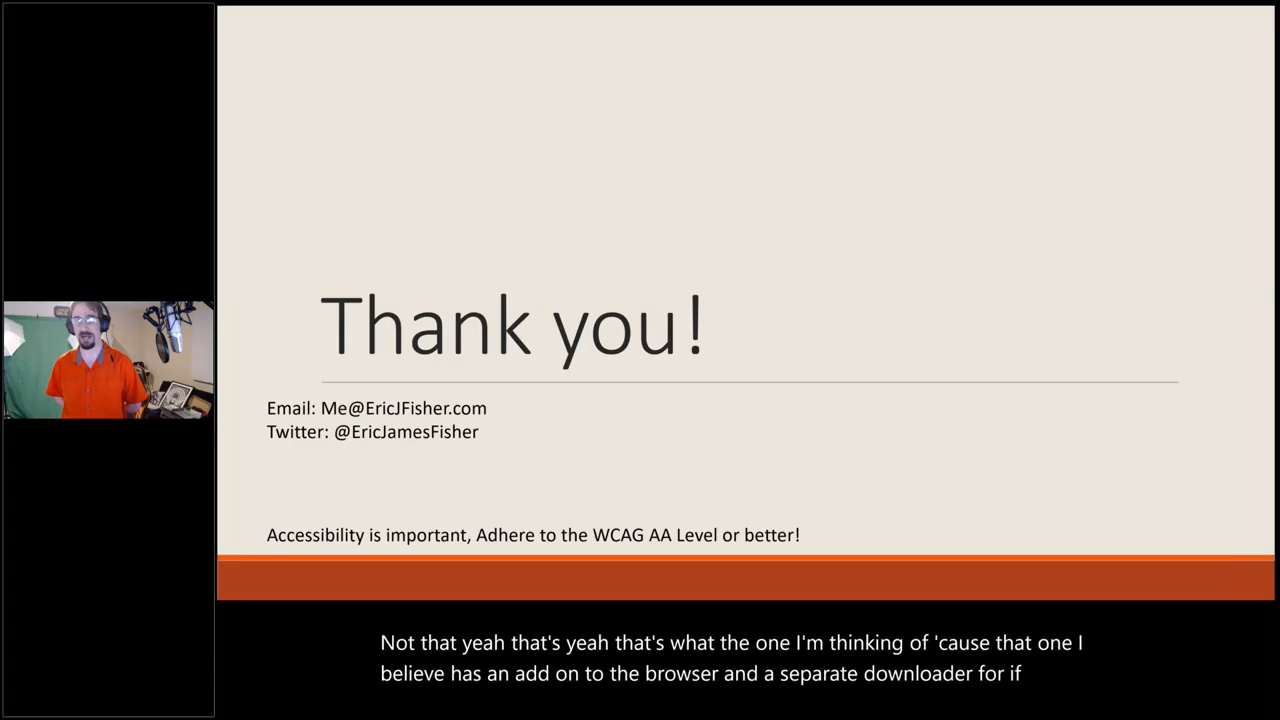 Thank you!
Email: Me@EricJFisher.com
Twitter: @EricJamesFisher
Accessibility is important, Adhere to the WCAG AA Level or better!
Not that yeah that's yeah that's what the one I'm thinking of 'cause that one I
believe has an add on to the browser and a separate downloader for if